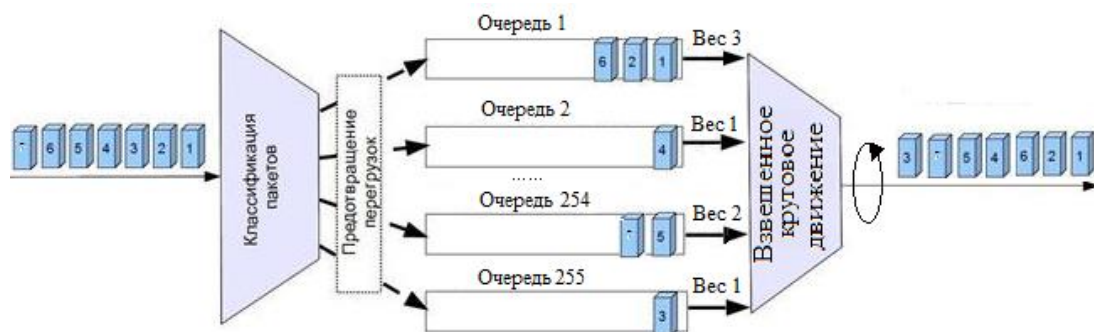 Очередь 1
Вес 3
6 2 1
Очередь 2
Вес 1
4
......
Очередь 254
Вес 2
5
Очередь 255
Вес 1
3
6 5 4 3 2 1
Классификация
пакетов
Предотвращение
перегрузок
Взвешенное
круговое
движение
3 5 4 6 2 1